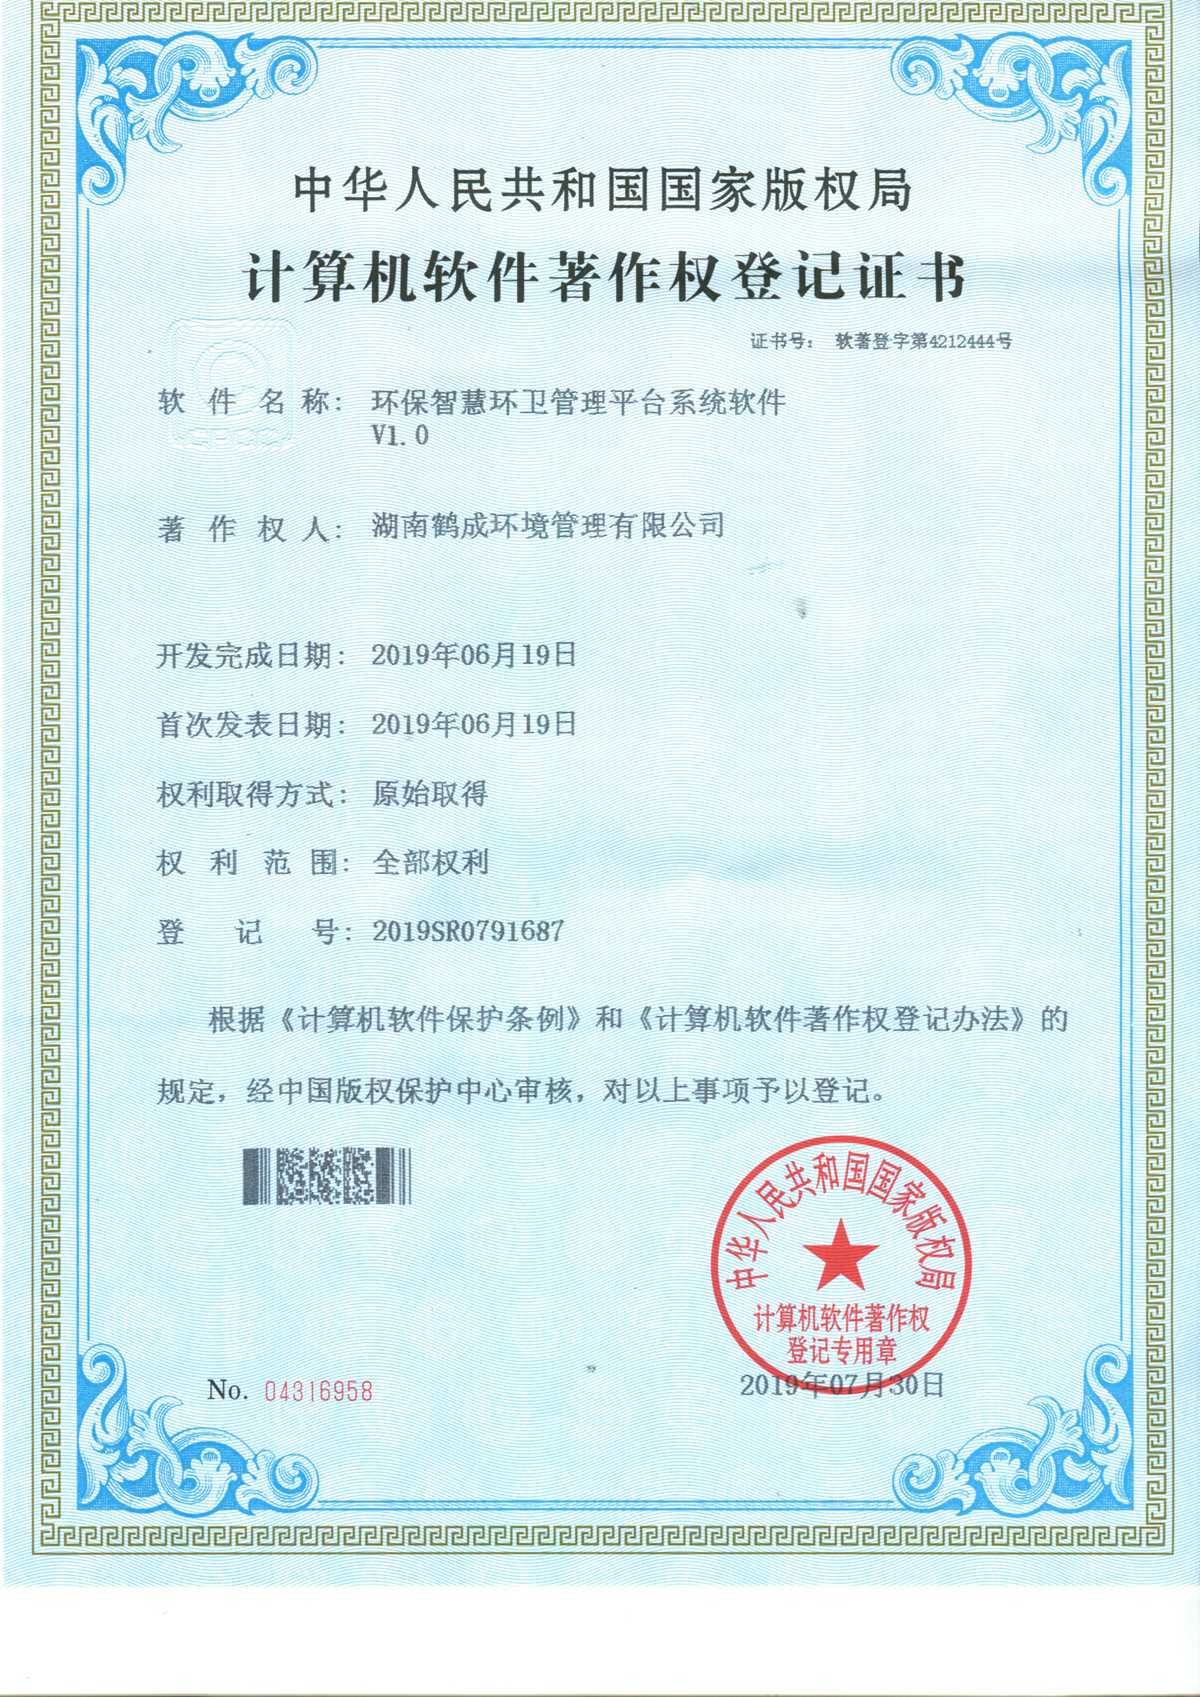 中华人民共和国国家版权局
计算机软件著作权登记证书
证书号： 软著登字第4212444号
软件名称： 环保智慧环卫管理平台系统软件
V1.0
著作权人： 湖南鹤成环境管理有限公司
开发完成日期： 2019年06月19日
首次发表日期： 2019年06月19日
权利取得方式： 原始取得
权利范围： 全部权利
登记号： 2019SR0791687
根据《计算机软件保护条例》和《计算机软件著作权登记办法》的
规定，经中国版权保护中心审核，对以上事项予以登记。
中华人民共和国国家版权局
计算机软件著作权
登记专用章
No. 04316958
2019年07月30日